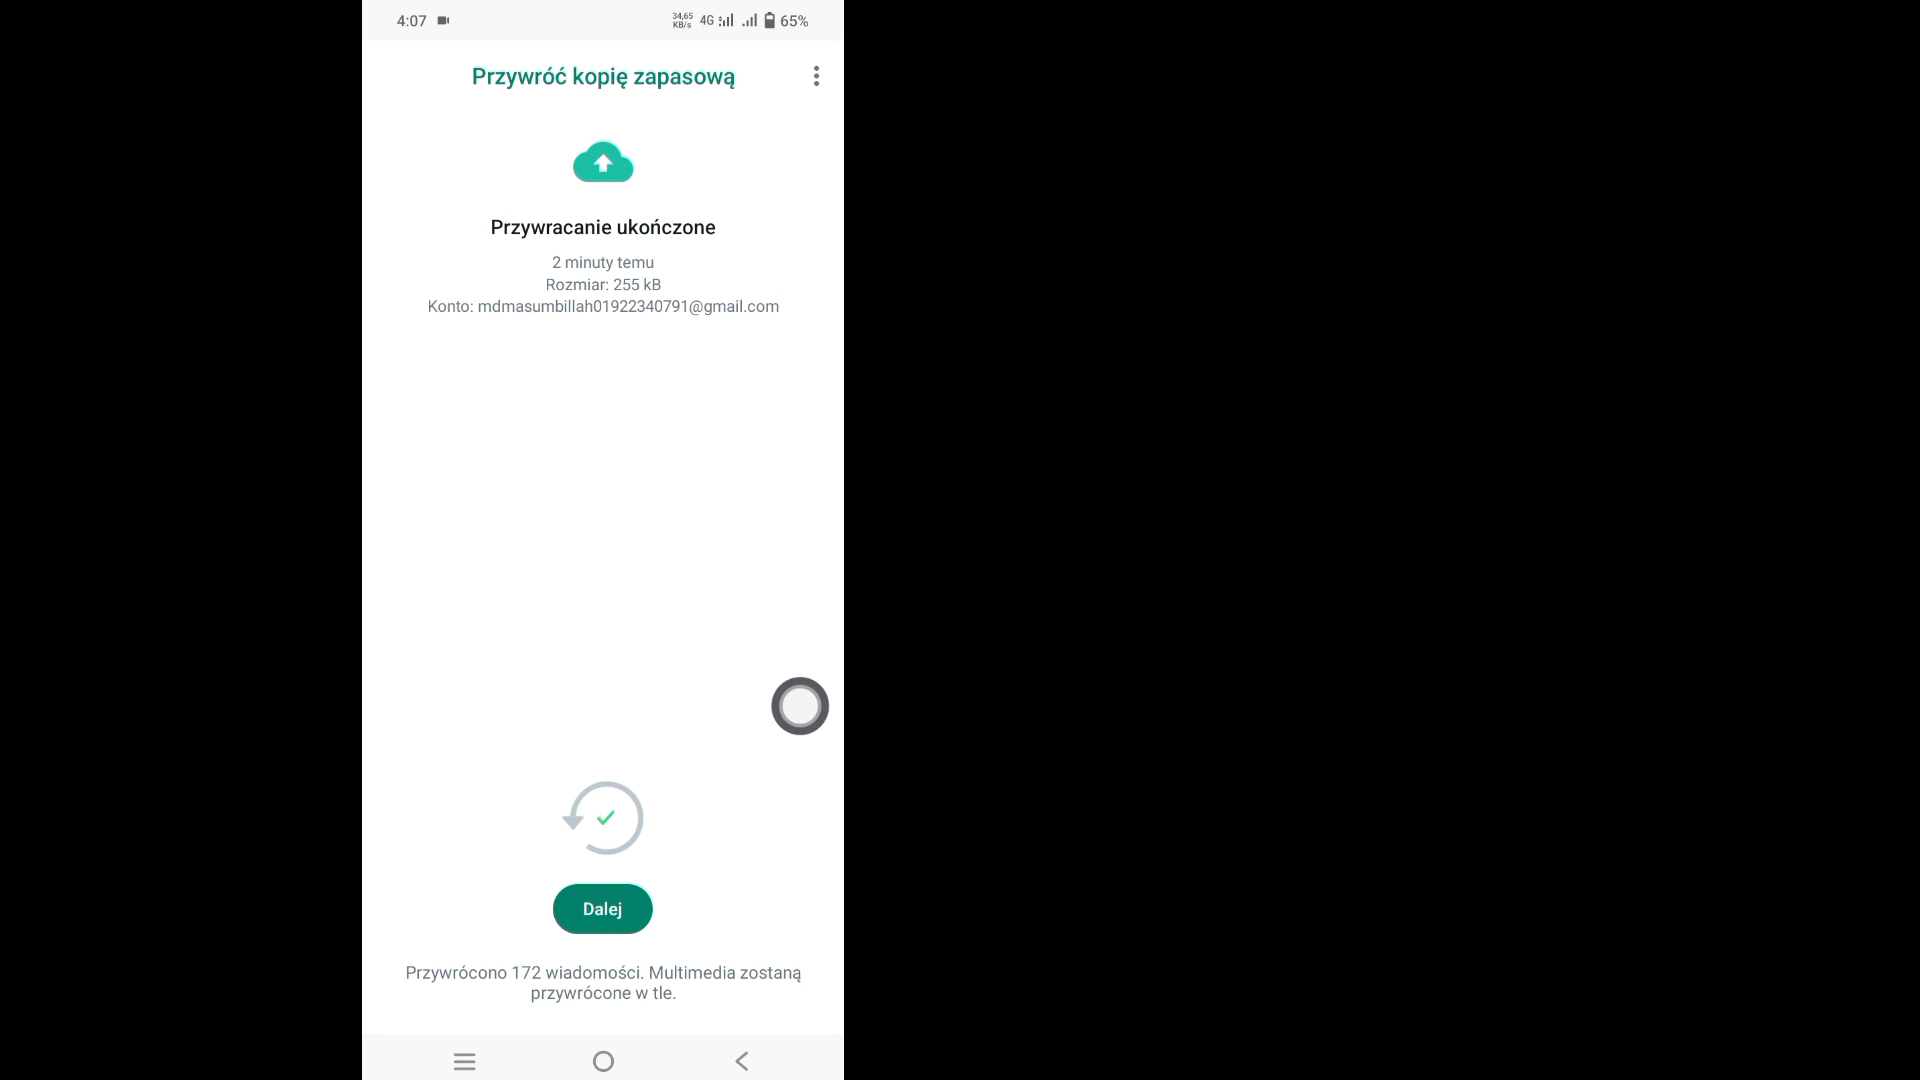 4:07
34,65
KB/s
4G
65%
Przywróć kopię zapasową
Przywracanie ukończone
2 minuty temu
Rozmiar: 255 kB
Konto: mdmasumbillah01922340791@gmail.com
Dalej
Przywrócono 172 wiadomości. Multimedia zostaną
przywrócone w tle.